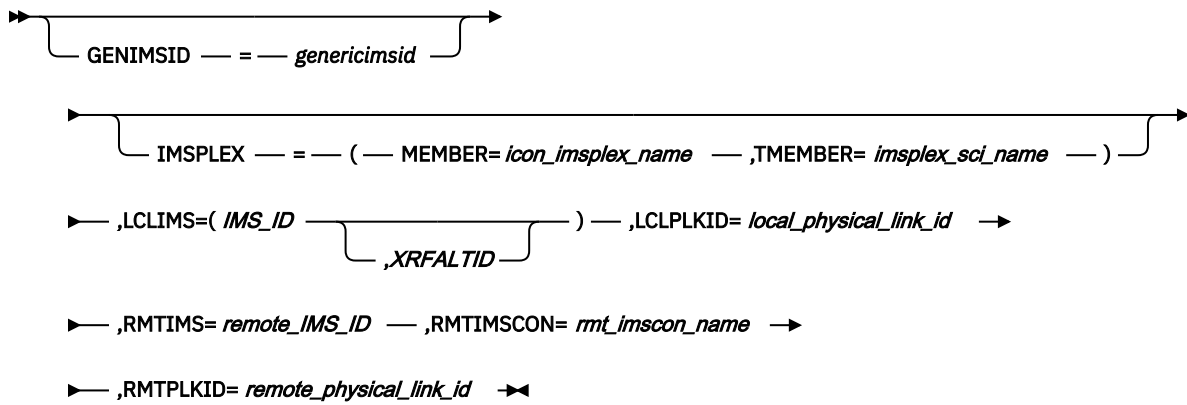 GENIMSID = genericimsid
IMSPLEX = ( MEMBER= icon_imsplex_name ,TMEMBER= imsplex_sci_name )
,LCLIMS=( IMS_ID ) ,LCLPLKID= local_physical_link_id
,XRFALTID
,RMTIMS= remote_IMS_ID ,RMTIMSCON= rmt_imscon_name
,RMTPLKID= remote_physical_link_id